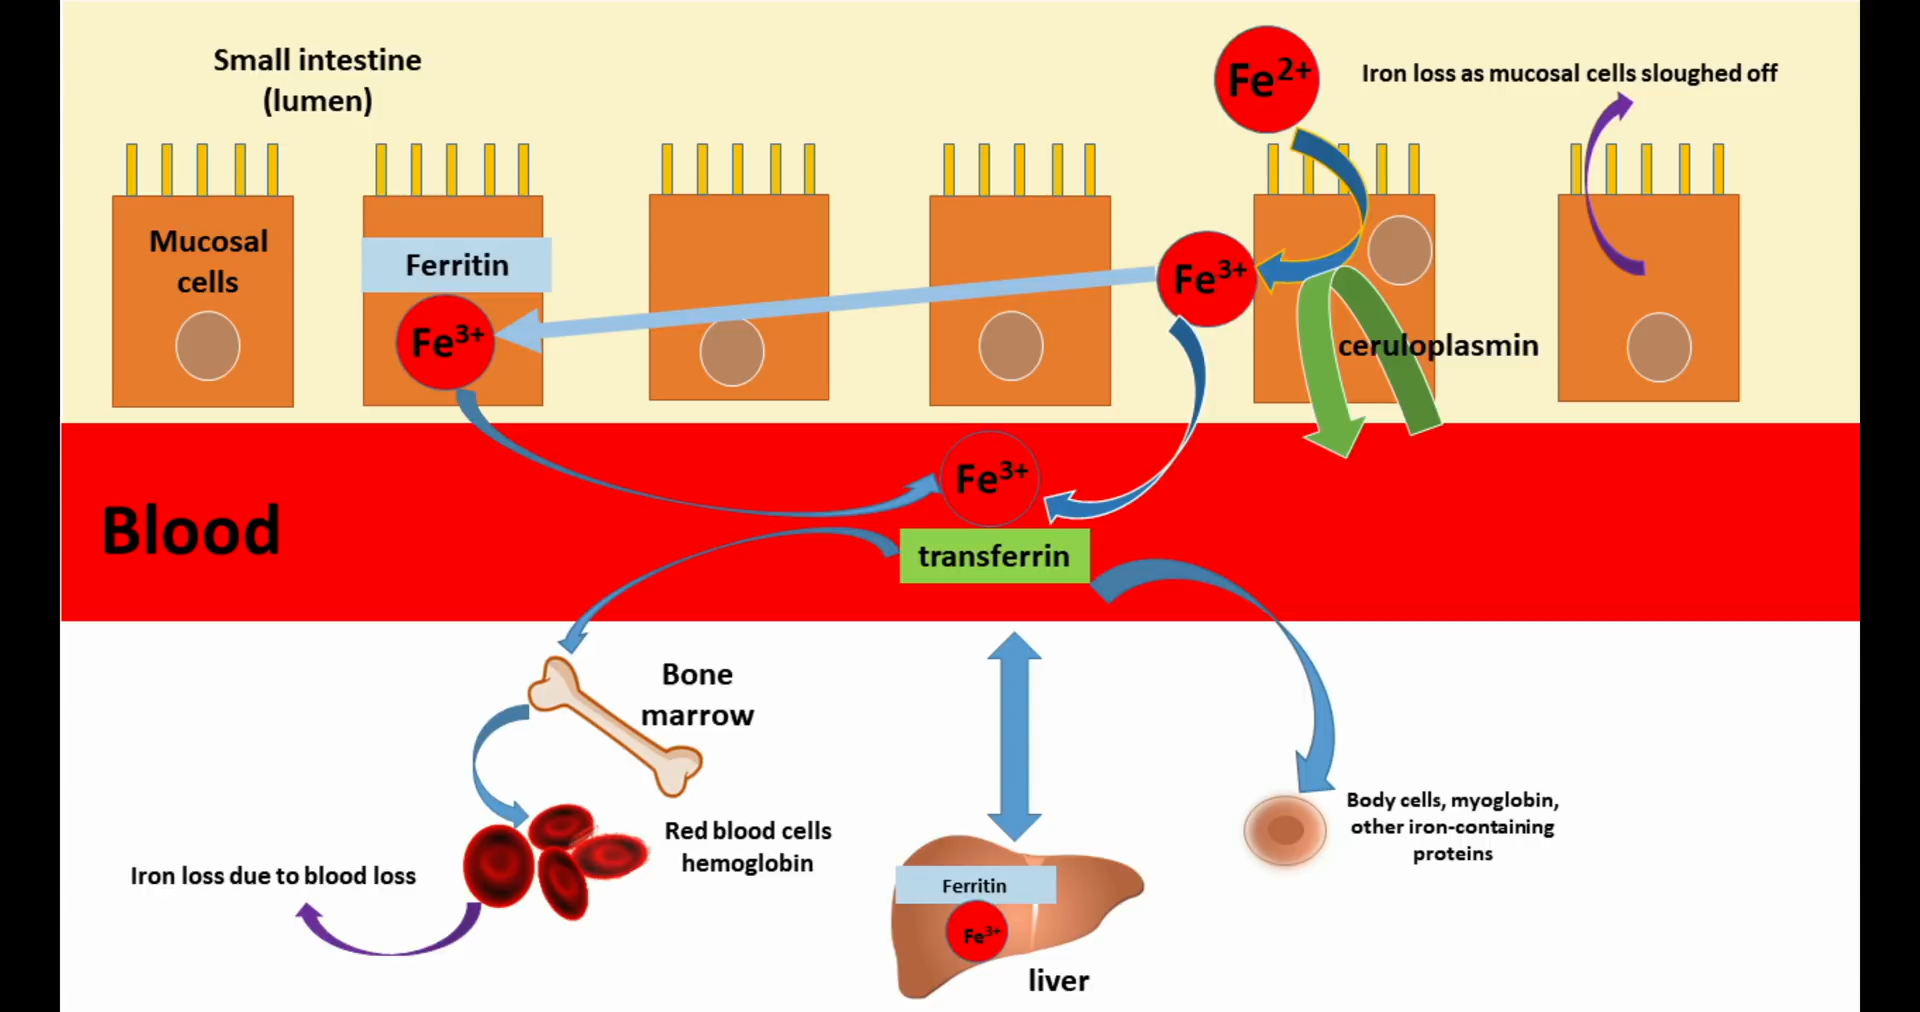 Small intestine
(lumen)
Fe2+
Iron loss as mucosal cells sloughed off
Mucosal
cells
Ferritin
Fe3+
Fe3+
ceruloplasmin
Blood
Fe3+
transferrin
Bone
marrow
Red blood cells
hemoglobin
Iron loss due to blood loss
Body cells, myoglobin,
other iron-containing
proteins
Ferritin
Fe3+
liver